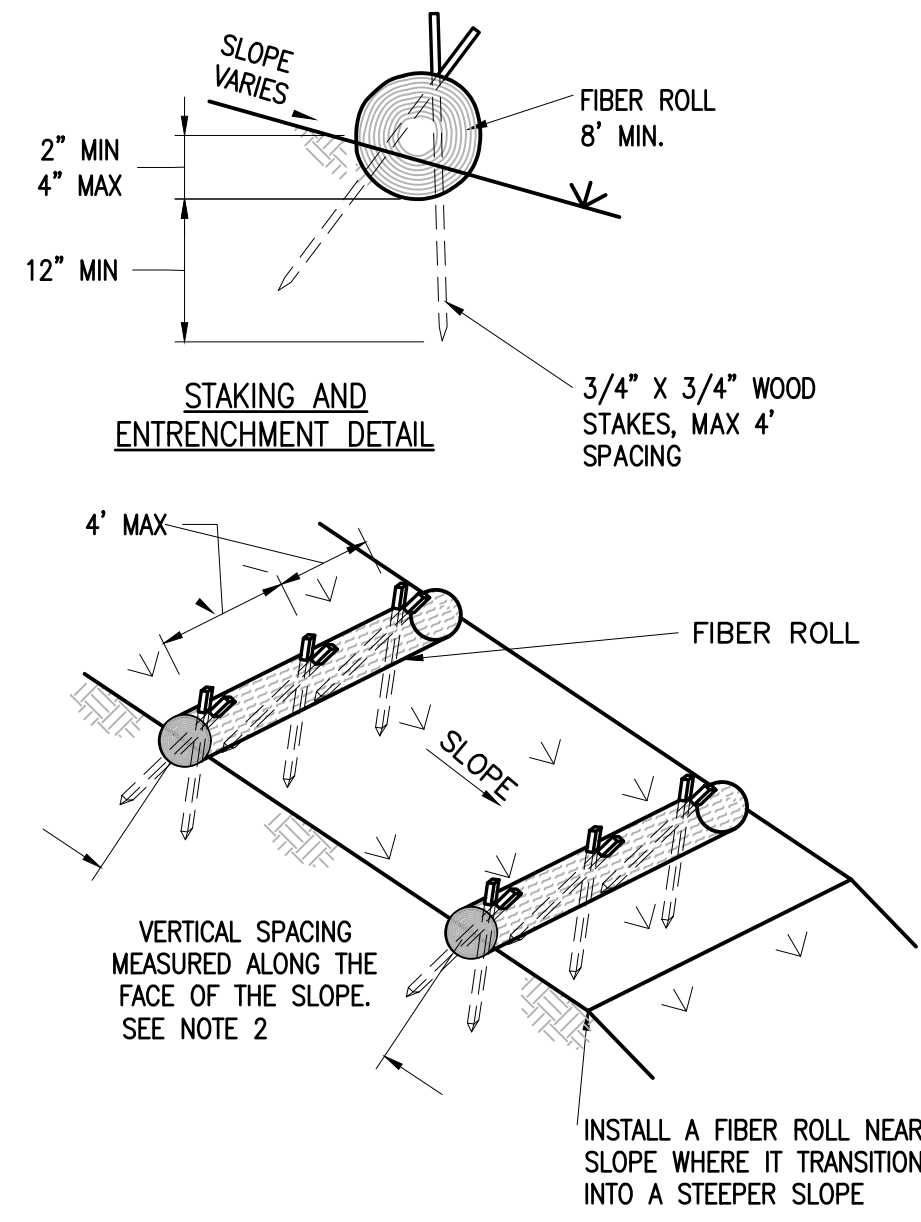 SLOPE
VARIES
FIBER ROLL
8' MIN.
2" MIN
4" MAX
12" MIN
3/4" X 3/4" WOOD
STAKES, MAX 4'
SPACING
STAKING AND
ENTRENCHMENT DETAIL
4' MAX
FIBER ROLL
SLOPE
VERTICAL SPACING
MEASURED ALONG THE
FACE OF THE SLOPE.
SEE NOTE 2
INSTALL A FIBER ROLL NEAR
SLOPE WHERE IT TRANSITION
INTO A STEEPER SLOPE